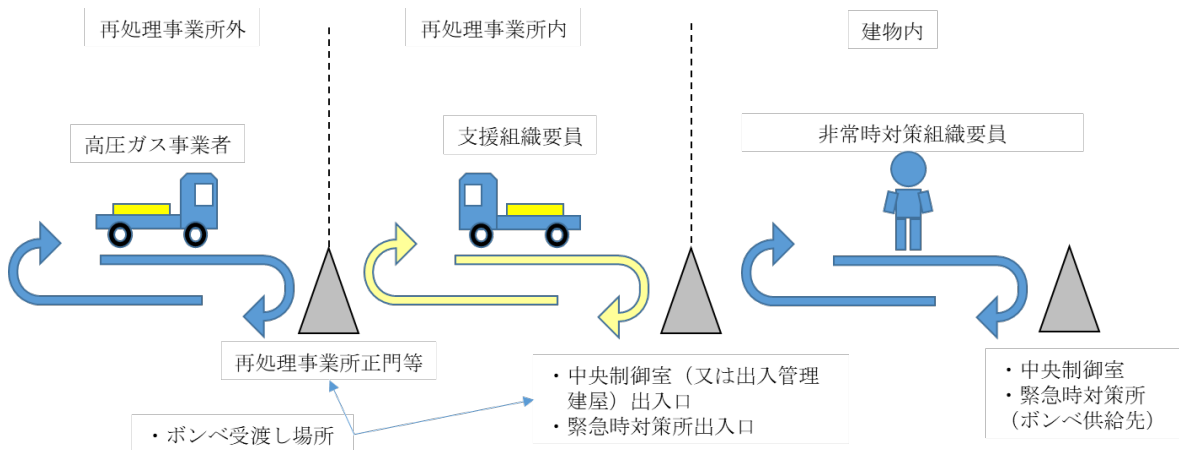 再処理事業所外
再処理事業所内
建物内
高圧ガス事業者
支援組織要員
非常時対策組織要員
再処理事業所正門等
・中央制御室（又は出入管理
建屋）出入口
・緊急時対策所出入口
・中央制御室
・緊急時対策所
（ボンベ供給先）
・ボンベ受渡し場所